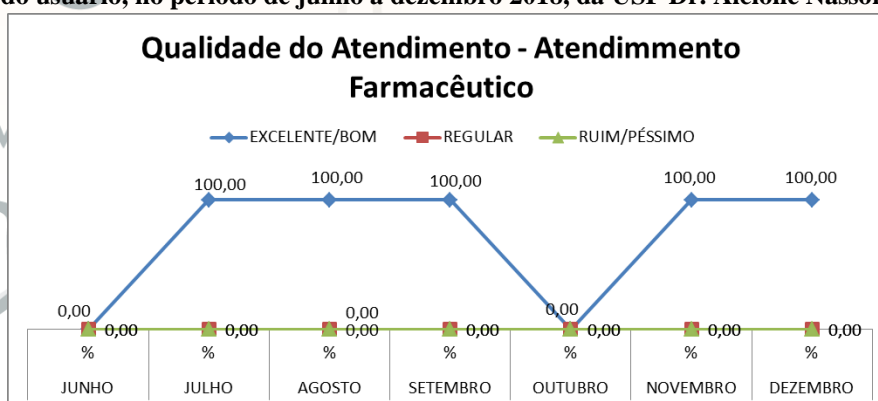 do usuário, no período de junho a dezembro 2018, da USF Dr. Alcione Nasso
Qualidade do Atendimento - Atendimmento
Farmacêutico
EXCELENTE/BOM REGULAR RUIM/PÉSSIMO
100,00 100,00 100,00 100,00 100,00
0,00 0,00 0,00
0,00 0,00 0,00 0,00 0,00 0,00 0,00
% % % % % % %
JUNHO JULHO AGOSTO SETEMBRO OUTUBRO NOVEMBRO DEZEMBRO